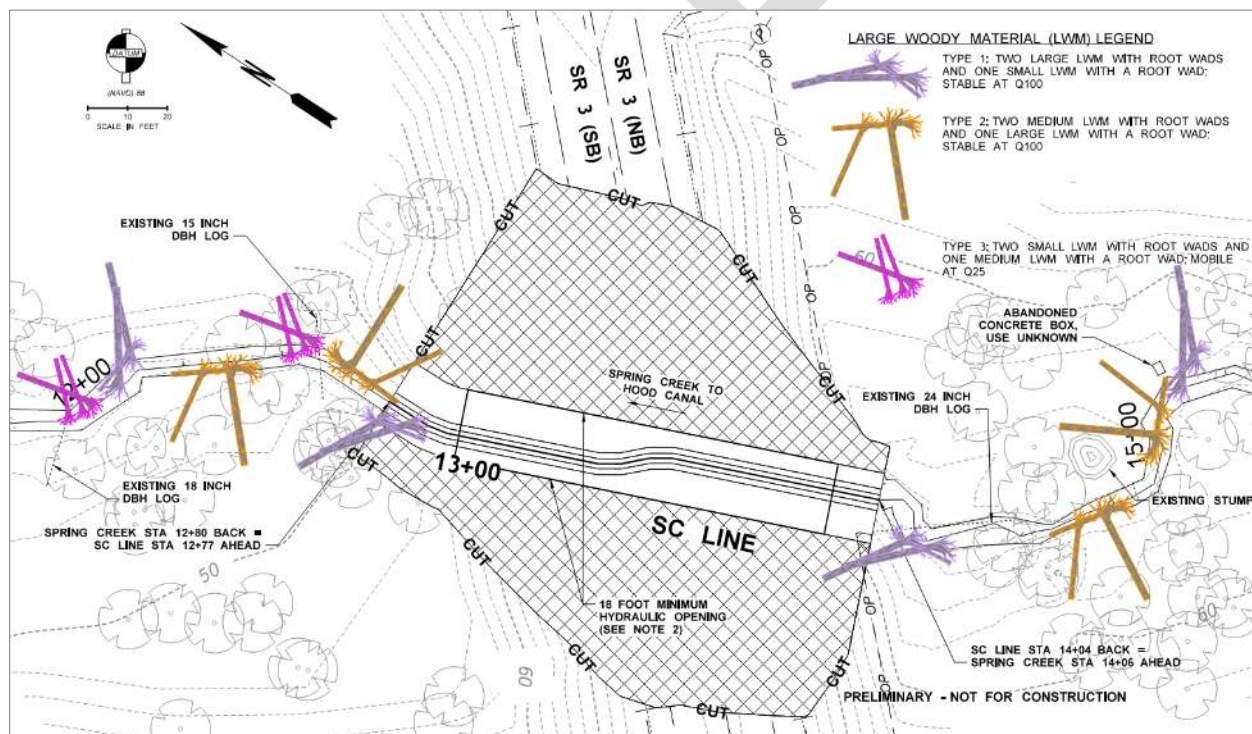 DATUM
(NAVD) 88
0 10 20
SCALE IN FEET
N
SR 3 (SB)
SR 3 (NB)
OP
OP
LARGE WOODY MATERIAL (LWM) LEGEND
TYPE 1: TWO LARGE LWM WITH ROOT WADS
AND ONE SMALL LWM WITH A ROOT WAD:
STABLE AT Q100
TYPE 2: TWO MEDIUM LWM WITH ROOT WADS
AND ONE LARGE LWM WITH A ROOT WAD:
STABLE AT Q100
TYPE 3: TWO SMALL LWM WITH ROOT WADS AND
ONE MEDIUM LWM WITH A ROOT WAD: MOBILE
AT Q25
60
CUT
CUT
CUT
CUT
CUT
OP
OP
OP
EXISTING 15 INCH
DBH LOG
ABANDONED
CONCRETE BOX,
USE UNKNOWN
12+00
SPRING CREEK TO
HOOD CANAL
EXISTING 24 INCH
DBH LOG
15+00
CUT
13+00
EXISTING 18 INCH
DBH LOG
EXISTING STUMP
SPRING CREEK STA 12+80 BACK =
SC LINE STA 12+77 AHEAD
SC LINE
50
CUT
18 FOOT MINIMUM
HYDRAULIC OPENING
(SEE NOTE 2)
OP
60
SC LINE STA 14+04 BACK =
SPRING CREEK STA 14+06 AHEAD
CUT
CUT
60
OP
PRELIMINARY - NOT FOR CONSTRUCTION
CUT